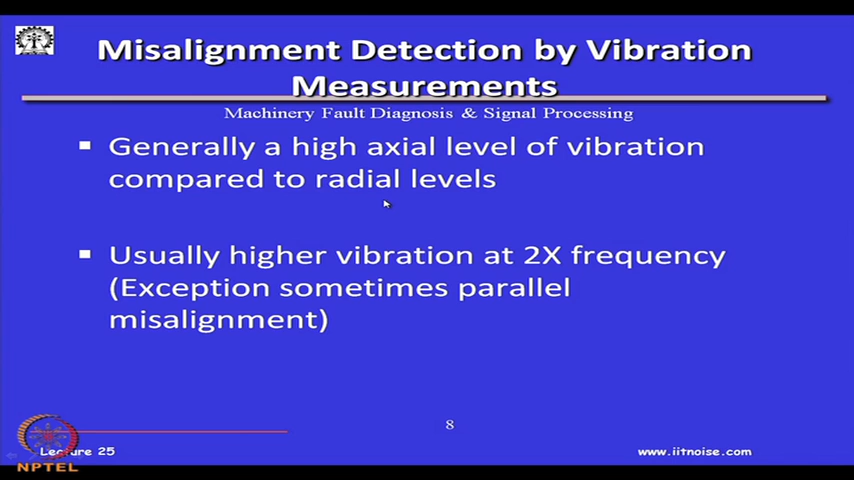 Misalignment Detection by Vibration
Measurements
Machinery Fault Diagnosis & Signal Processing
Generally a high axial level of vibration
compared to radial levels
Usually higher vibration at 2X frequency
(Exception sometimes parallel
misalignment)
8
Lecture 25
www.iitnoise.com
NPTEL